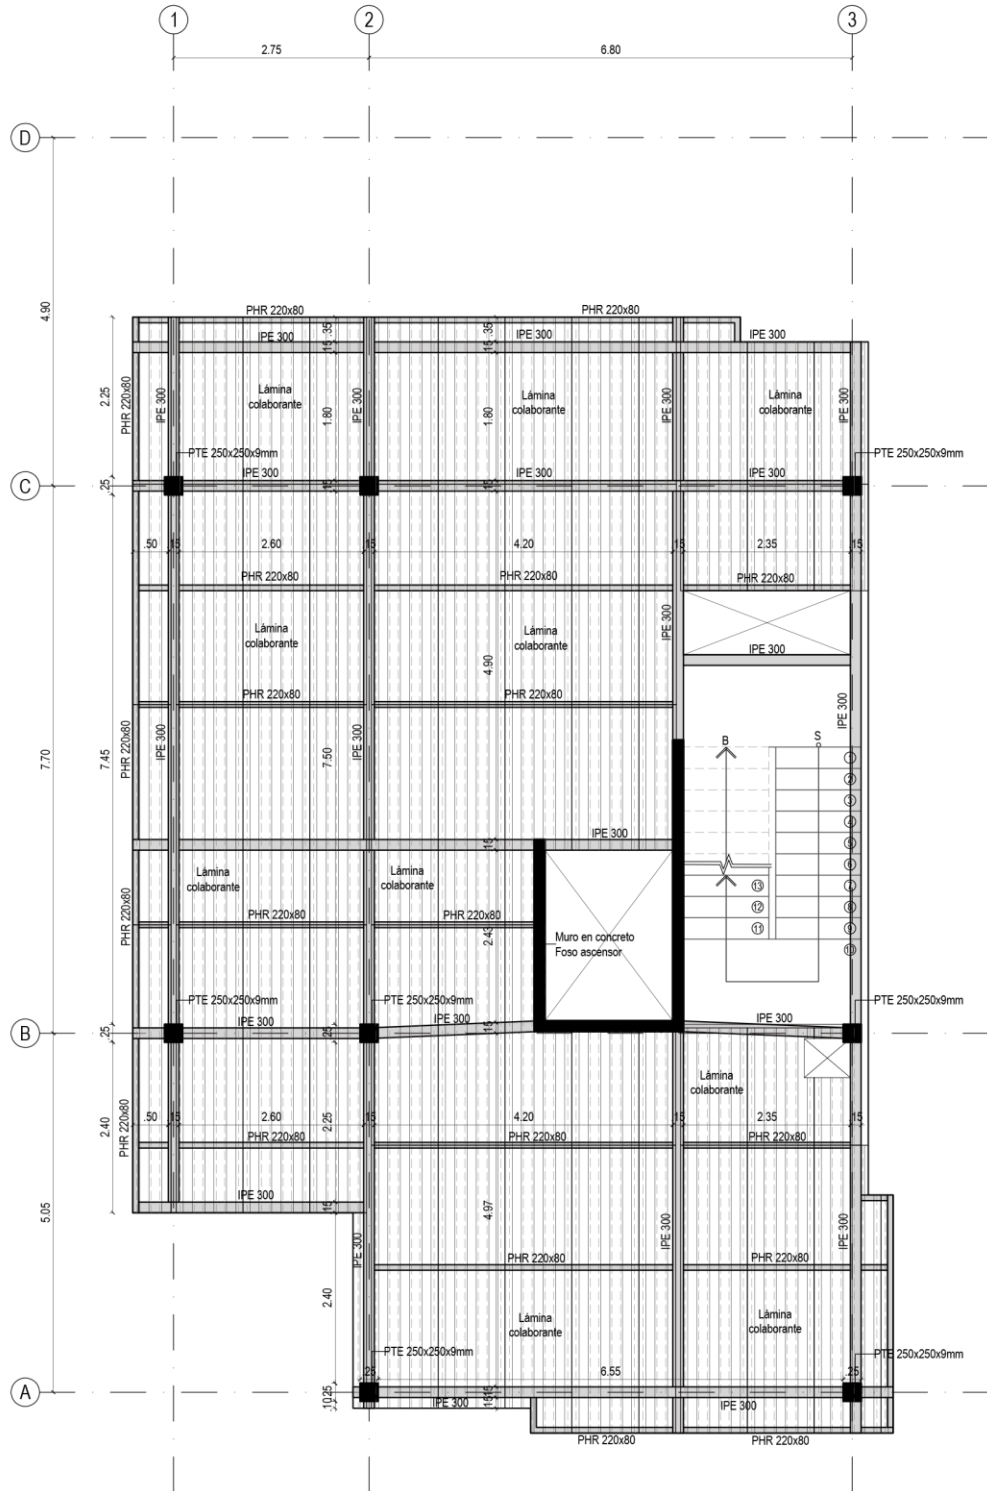 1
2
3
2.75
6.80
D
4.90
PHR 220x80
PHR 220x80
.35
.35
IPE 300
IPE 300
IPE 300
.15
.15
2.25
PHR 220x80
IPE 300
Lámina
colaborante
1.80
IPE 300
Lámina
colaborante
1.80
IPE 300
Lámina
colaborante
IPE 300
PTE 250x250x9mm
PTE 250x250x9mm
IPE 300
IPE 300
IPE 300
C
.25
.15
.15
.50
15
2.60
15
4.20
15
2.35
15
PHR 220x80
PHR 220x80
PHR 220x80
IPE 300
Lámina
colaborante
Lámina
colaborante
4.90
IPE 300
PHR 220x80
PHR 220x80
7.70
7.45
PHR 220x80
IPE 300
7.50
IPE 300
IPE 300
B
S
1
2
3
4
5
6
7
8
9
10
13
12
11
IPE 300
15
15
Lámina
colaborante
Lámina
colaborante
PHR 220x80
PHR 220x80
PHR 220x80
2.43
Muro en concreto
Foso ascensor
PTE 250x250x9mm
PTE 250x250x9mm
PTE 250x250x9mm
IPE 300
IPE 300
IPE 300
B
.25
.25
15
Lámina
colaborante
2.40
PHR 220x80
.50
15
2.60
2.25
15
4.20
15
2.35
15
PHR 220x80
PHR 220x80
PHR 220x80
IPE 300
15
5.05
4.97
IPE 300
IPE 300
IPE 300
PHR 220x80
PHR 220x80
2.40
Lámina
colaborante
Lámina
colaborante
PTE 250x250x9mm
PTE 250x250x9mm
.25
6.55
.25
A
.10
25
15
15
IPE 300
IPE 300
PHR 220x80
PHR 220x80